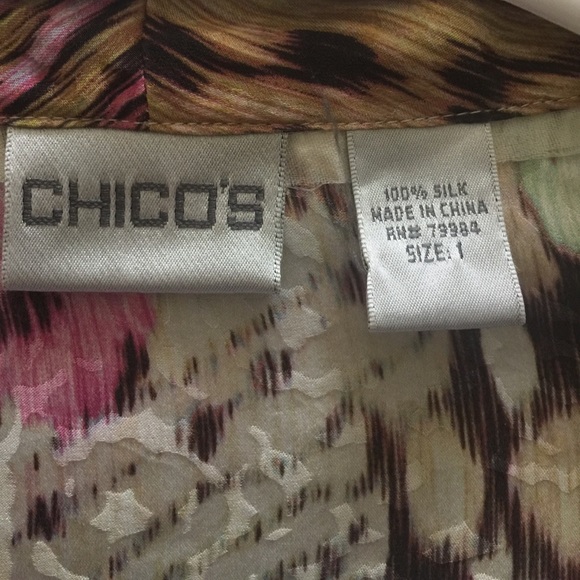 CHICO'S
100% SILK
MADE IN CHINA
RN# 79984
SIZE: 1